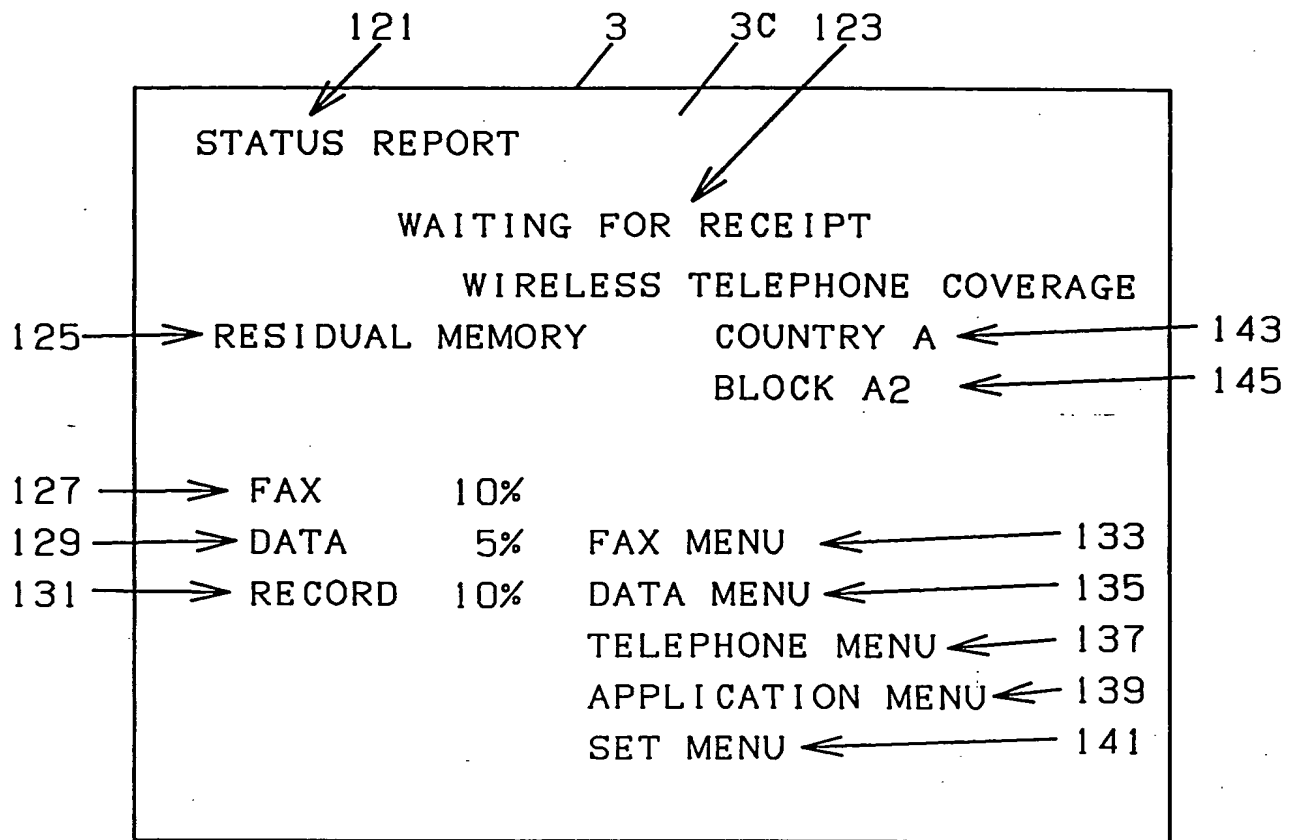 121 3 3C 123
STATUS REPORT
WAITING FOR RECEIPT
WIRELESS TELEPHONE COVERAGE
125 RESIDUAL MEMORY COUNTRY A 143
BLOCK A2 145
127 FAX 10%
129 DATA 5% FAX MENU 133
131 RECORD 10% DATA MENU 135
TELEPHONE MENU 137
APPLICATION MENU 139
SET MENU 141